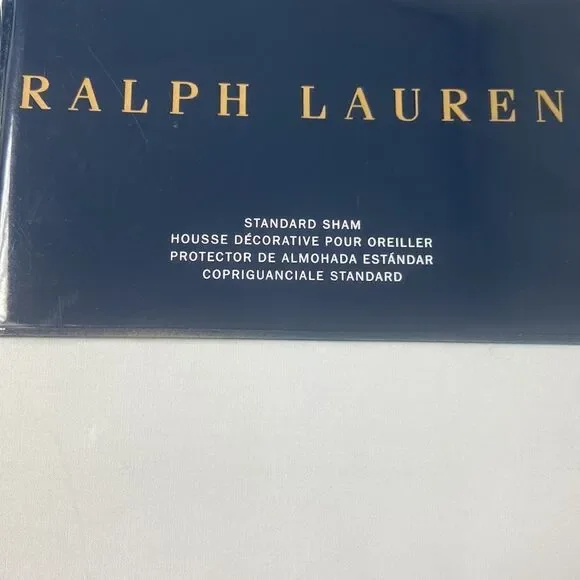 RALPH LAUREN
STANDARD SHAM
HOUSSE DÉCORATIVE POUR OREILLER
PROTECTOR DE ALMOHADA ESTÁNDAR
COPRIGUANCIALE STANDARD